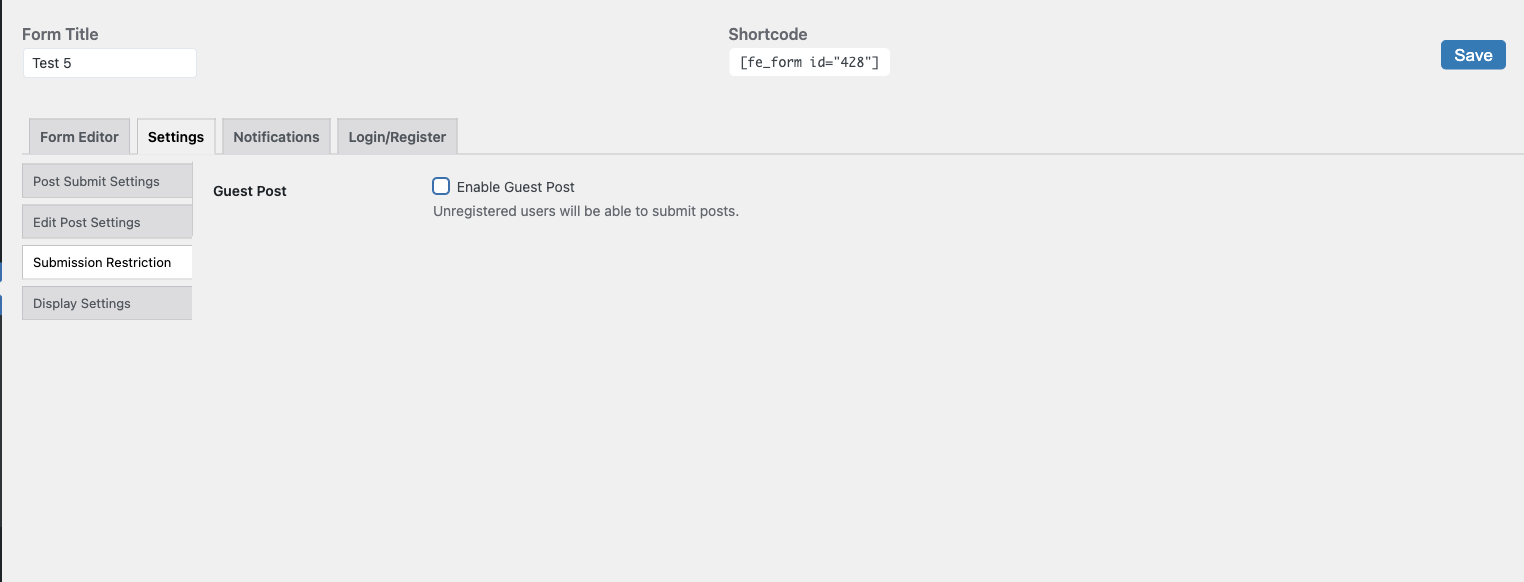 Form Title
Test 5
Shortcode
[fe_form id="428"]
Save
Form Editor
Settings
Notifications
Login/Register
Post Submit Settings
Edit Post Settings
Submission Restriction
Display Settings
Guest Post
Enable Guest Post
Unregistered users will be able to submit posts.